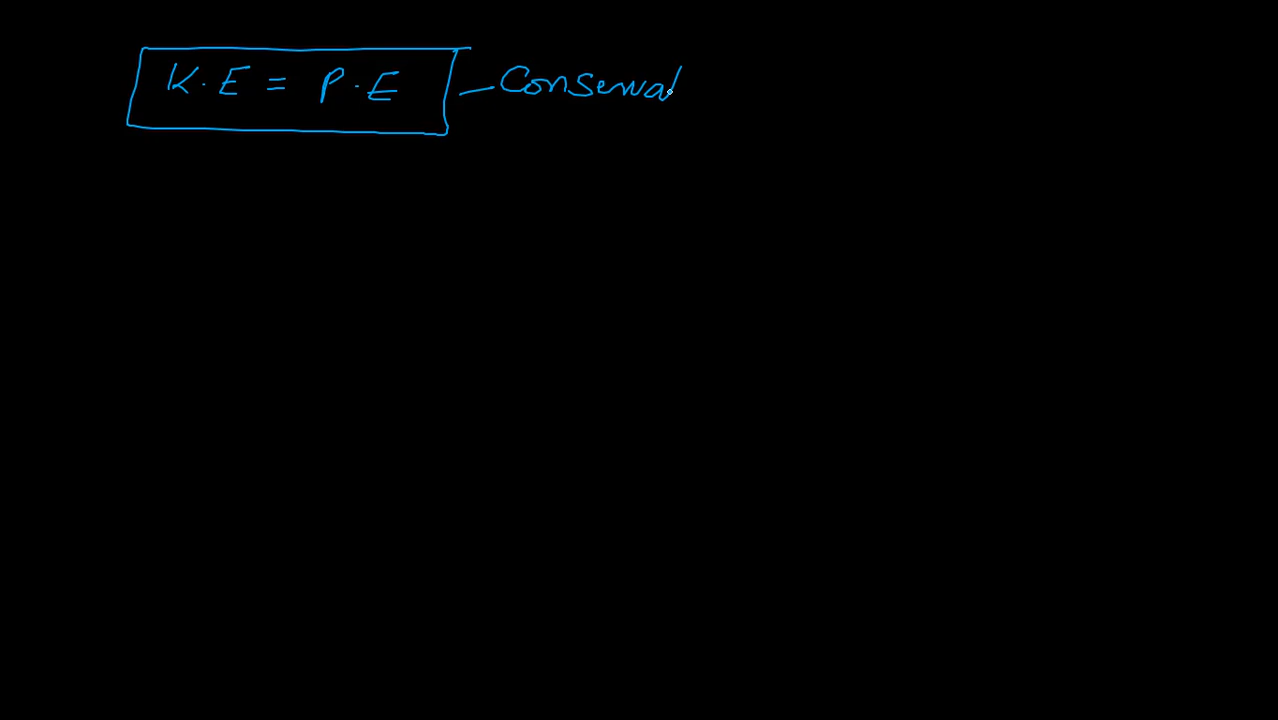 K.E = P.E – Conservat